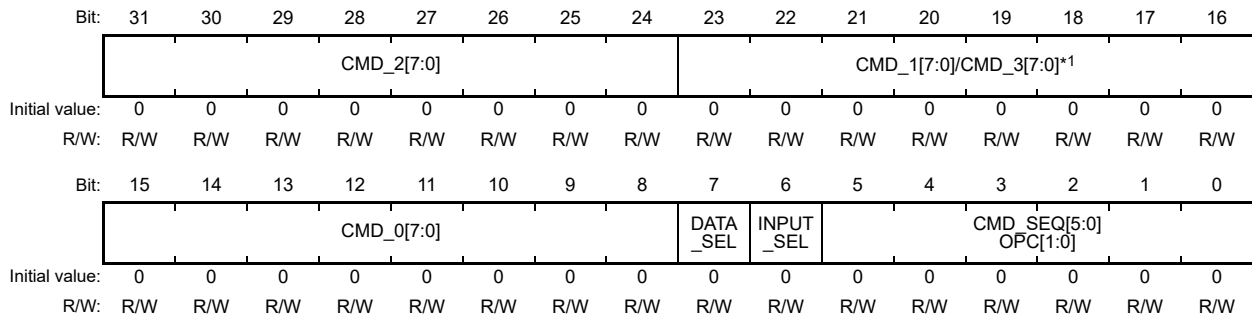 Bit: 31 30 29 28 27 26 25 24 23 22 21 20 19 18 17 16
CMD_2[7:0] CMD_1[7:0]/CMD_3[7:0]*1
Initial value: 0 0 0 0 0 0 0 0 0 0 0 0 0 0 0 0
R/W: R/W R/W R/W R/W R/W R/W R/W R/W R/W R/W R/W R/W R/W R/W R/W R/W
Bit: 15 14 13 12 11 10 9 8 7 6 5 4 3 2 1 0
CMD_0[7:0] DATA INPUT CMD_SEQ[5:0]
_SEL _SEL OPC[1:0]
Initial value: 0 0 0 0 0 0 0 0 0 0 0 0 0 0 0 0
R/W: R/W R/W R/W R/W R/W R/W R/W R/W R/W R/W R/W R/W R/W R/W R/W R/W